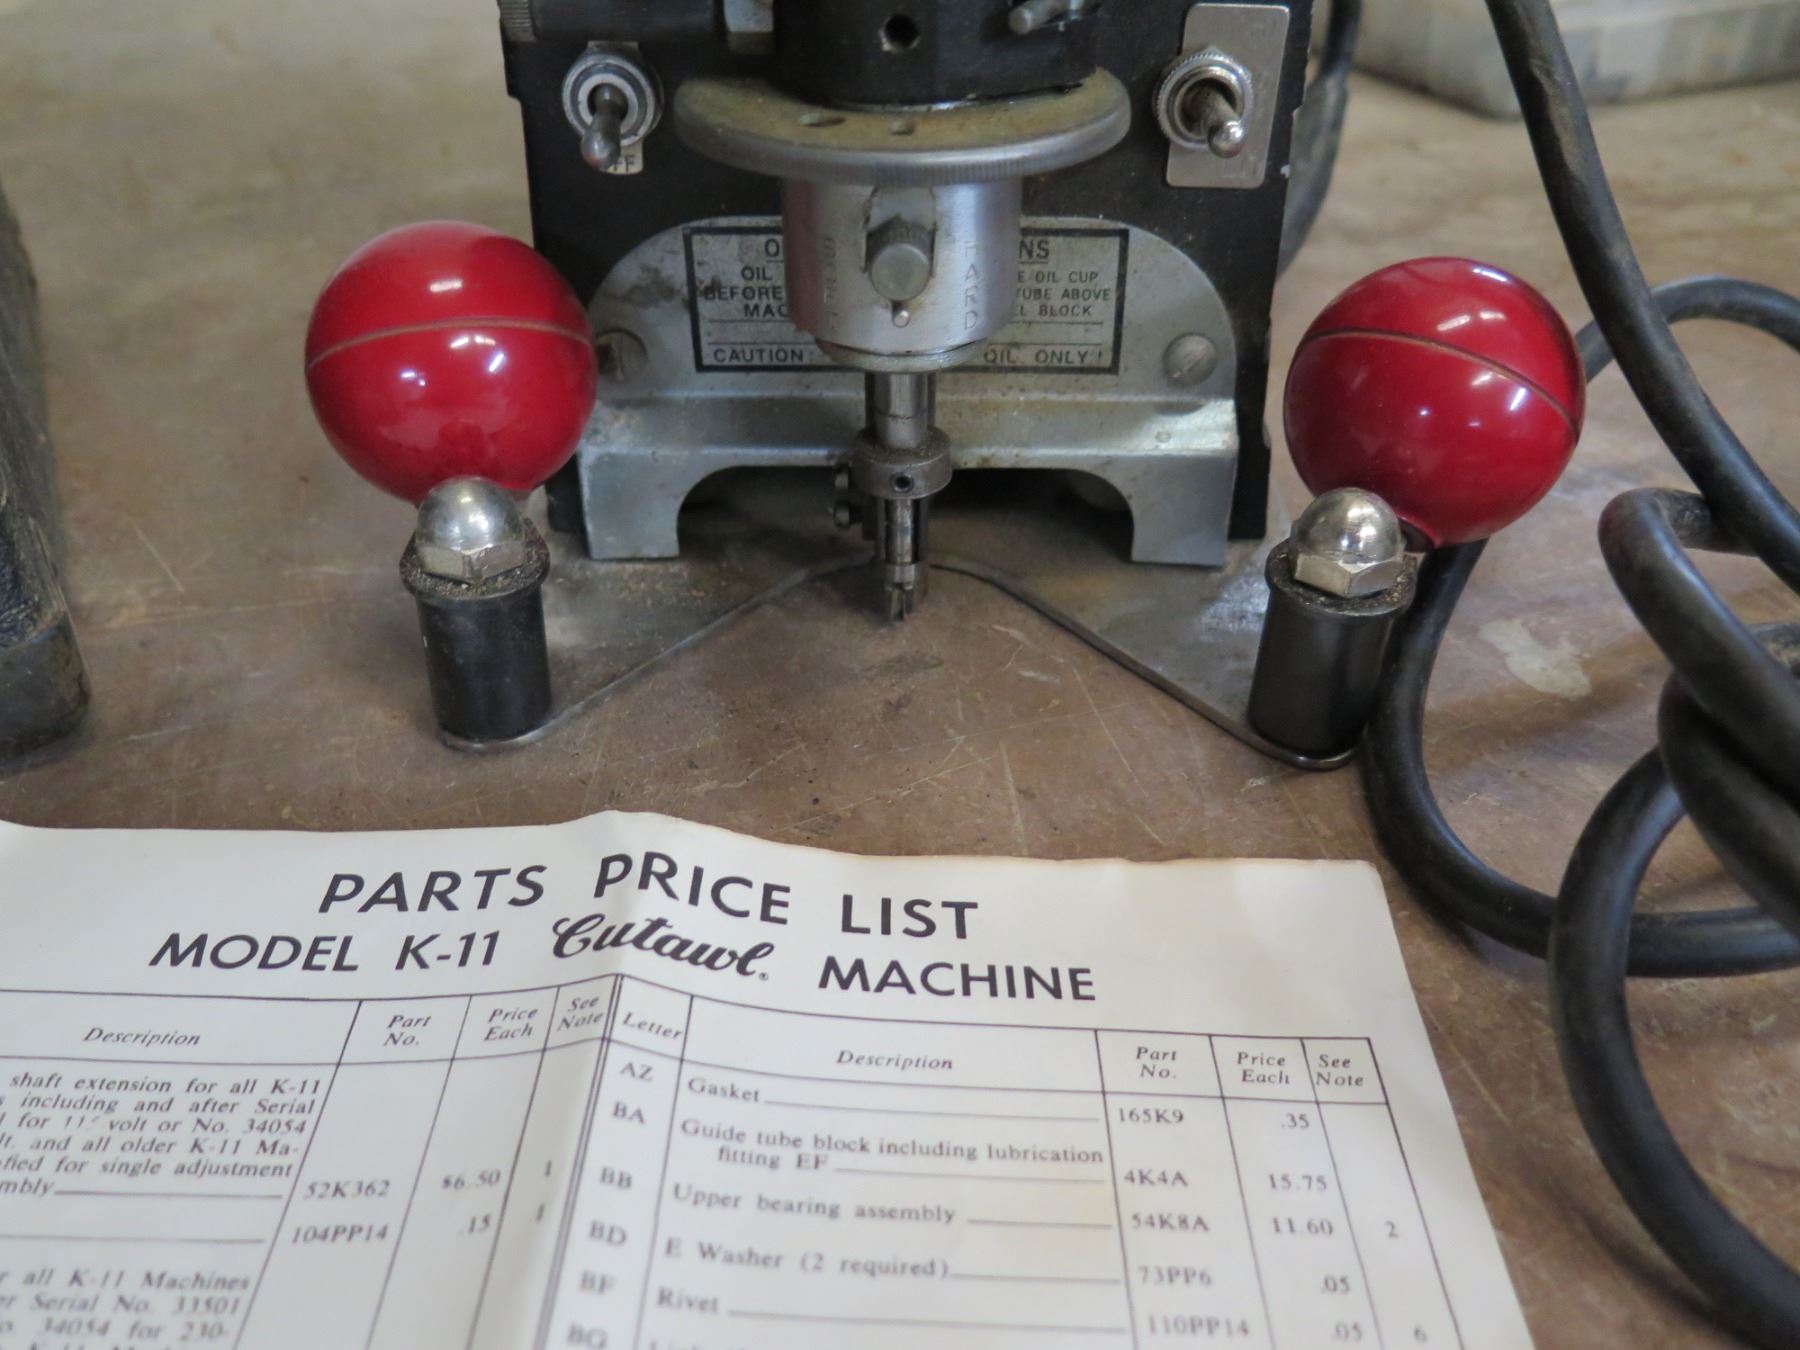 FF
O NS
OIL E OIL CUP
BEFORE TUBE ABOVE
MAC EL BLOCK
CAUTION: OIL ONLY!
PARTS PRICE LIST
MODEL K-11 Cutawl. MACHINE
Description Part No. Price Each See Note Letter Description Part No. Price Each See Note
shaft extension for all K-11
s including and after Serial
for volt or No. 34054
lt. and all older K-11 Ma-
fied for single adjustment
mbly 52K362 $6.50 1
104PP14 .15 1
r all K-11 Machines
er Serial No. 33501
o. 34054 for 230-
AZ Gasket 165K9 .35
BA Guide tube block including lubrication
fitting EF 4K4A 15.75
BB Upper bearing assembly 54K8A 11.60 2
BD E Washer (2 required) 73PP6 .05
BF Rivet 110PP14 .05 6
BG